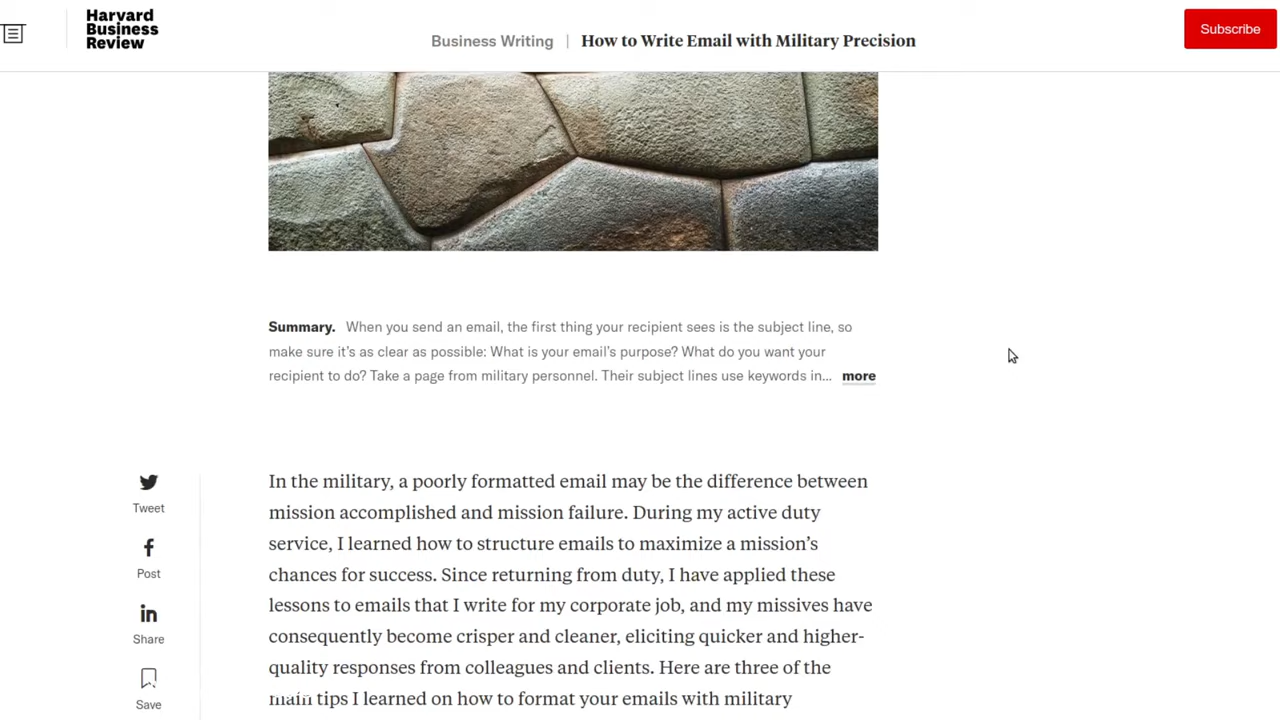 Harvard
Business
Review
Business Writing | How to Write Email with Military Precision
Subscribe
Summary. When you send an email, the first thing your recipient sees is the subject line, so
make sure it's as clear as possible: What is your email's purpose? What do you want your
recipient to do? Take a page from military personnel. Their subject lines use keywords in... more
Tweet
Post
Share
Save
In the military, a poorly formatted email may be the difference between
mission accomplished and mission failure. During my active duty
service, I learned how to structure emails to maximize a mission's
chances for success. Since returning from duty, I have applied these
lessons to emails that I write for my corporate job, and my missives have
consequently become crisper and cleaner, eliciting quicker and higher-
quality responses from colleagues and clients. Here are three of the
main tips I learned on how to format your emails with military